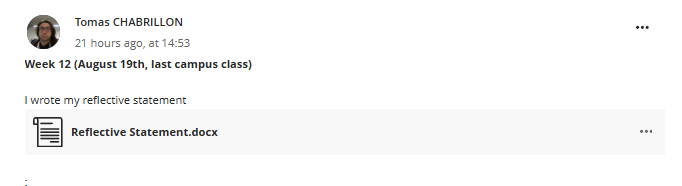 Tomas CHABRILLON
21 hours ago, at 14:53
Week 12 (August 19th, last campus class)
I wrote my reflective statement
Reflective Statement.docx
: